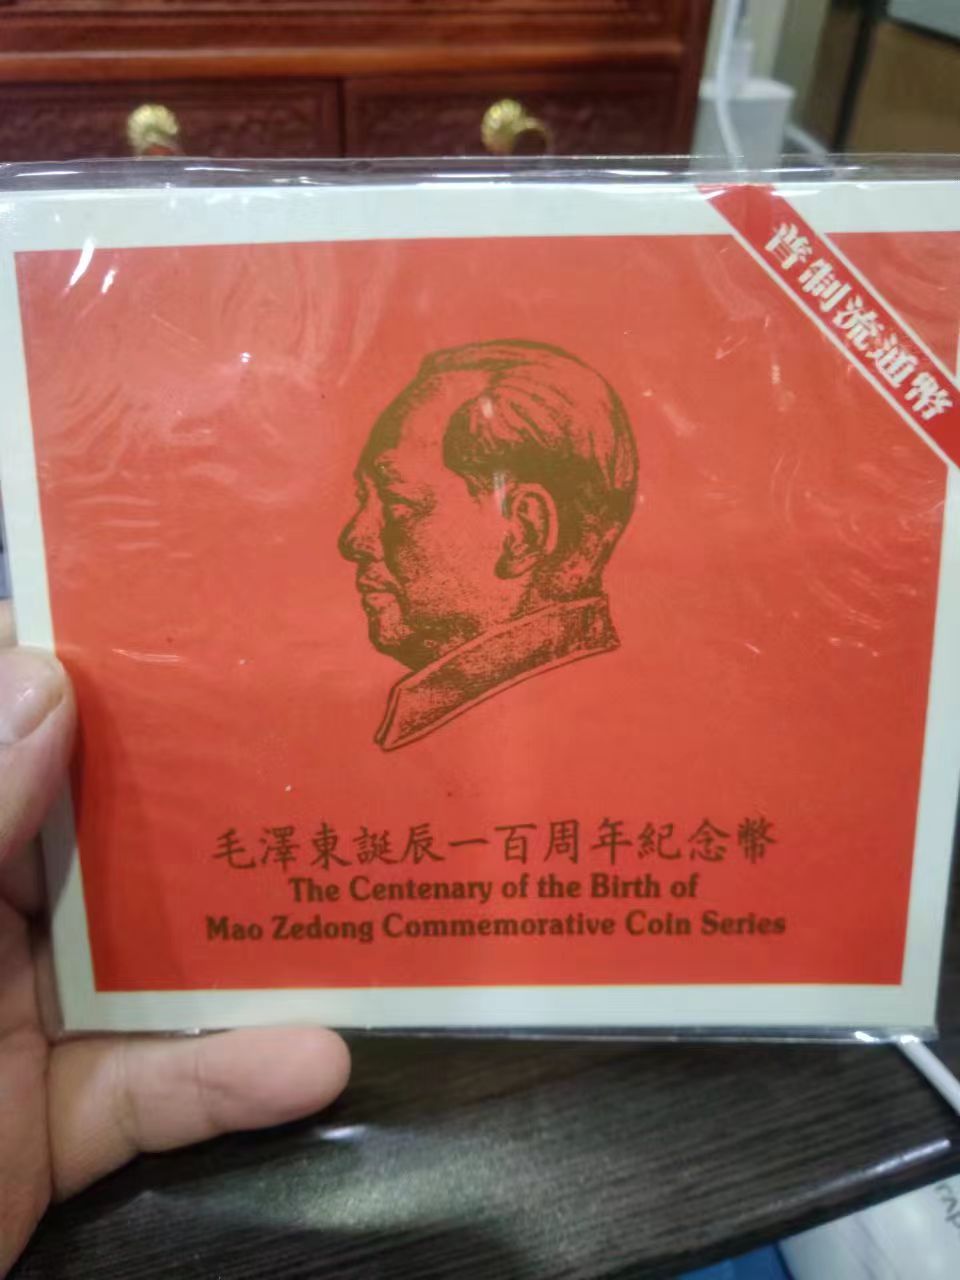 普制流通幣
毛澤東誕辰一百周年紀念幣
The Centenary of the Birth of
Mao Zedong Commemorative Coin Series